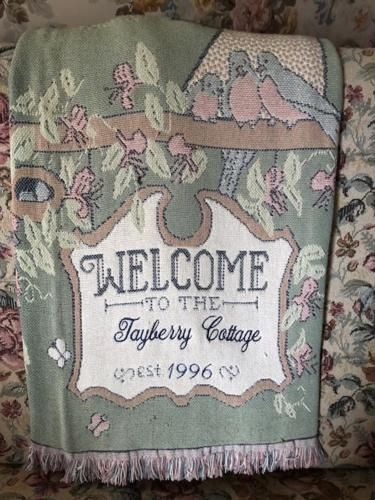 WELCOME
TO THE
Tayberry Cottage
est 1996